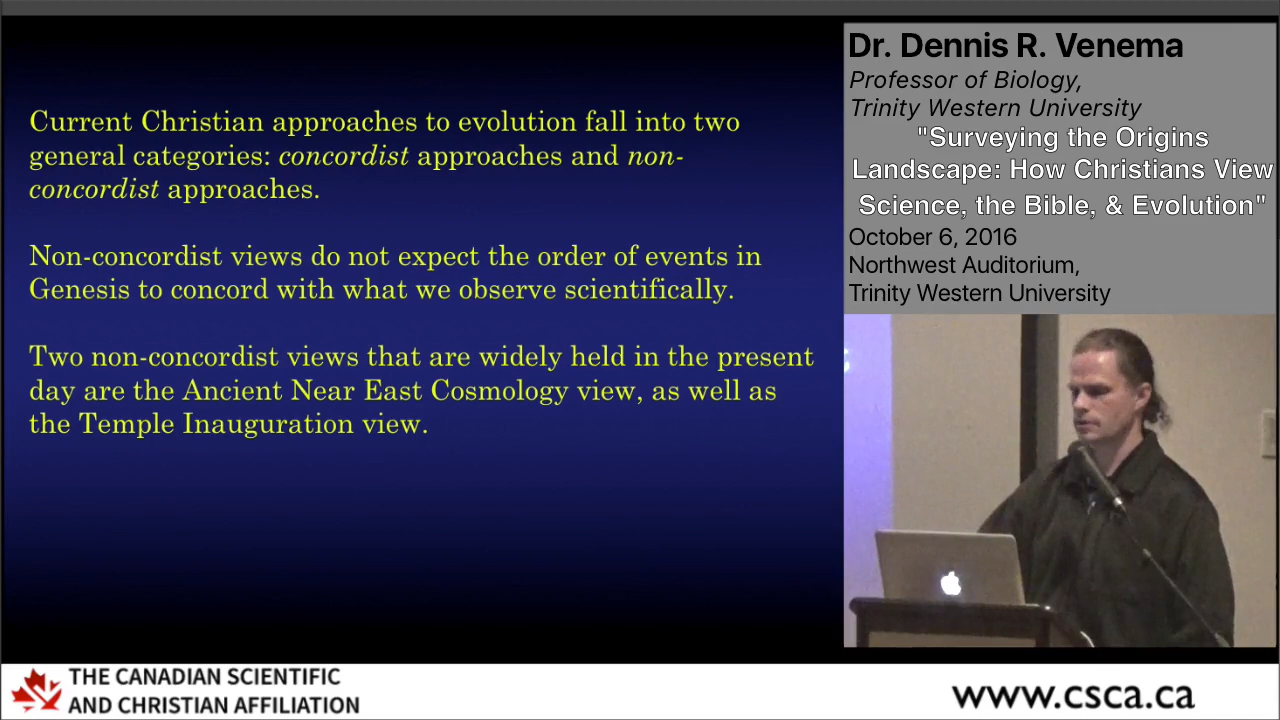 Current Christian approaches to evolution fall into two
general categories: concordist approaches and non-
concordist approaches.
Non-concordist views do not expect the order of events in
Genesis to concord with what we observe scientifically.
Two non-concordist views that are widely held in the present
day are the Ancient Near East Cosmology view, as well as
the Temple Inauguration view.
Dr. Dennis R. Venema
Professor of Biology,
Trinity Western University
"Surveying the Origins
Landscape: How Christians View
Science, the Bible, & Evolution"
October 6, 2016
Northwest Auditorium,
Trinity Western University
THE CANADIAN SCIENTIFIC
AND CHRISTIAN AFFILIATION
www.csca.ca